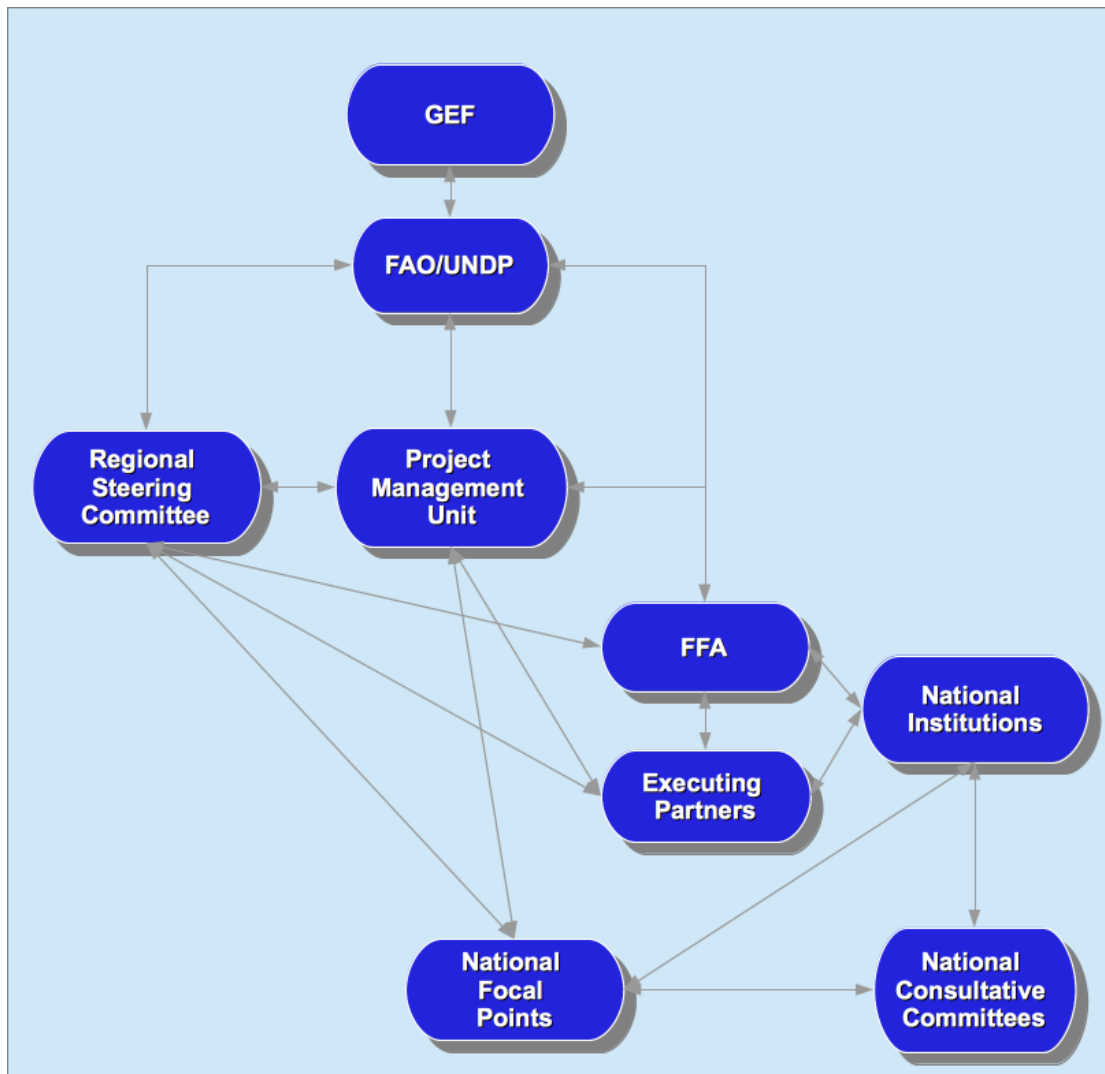 GEF
FAO/UNDP
Regional
Steering
Committee
Project
Management
Unit
FFA
National
Institutions
Executing
Partners
National
Focal
Points
National
Consultative
Committees